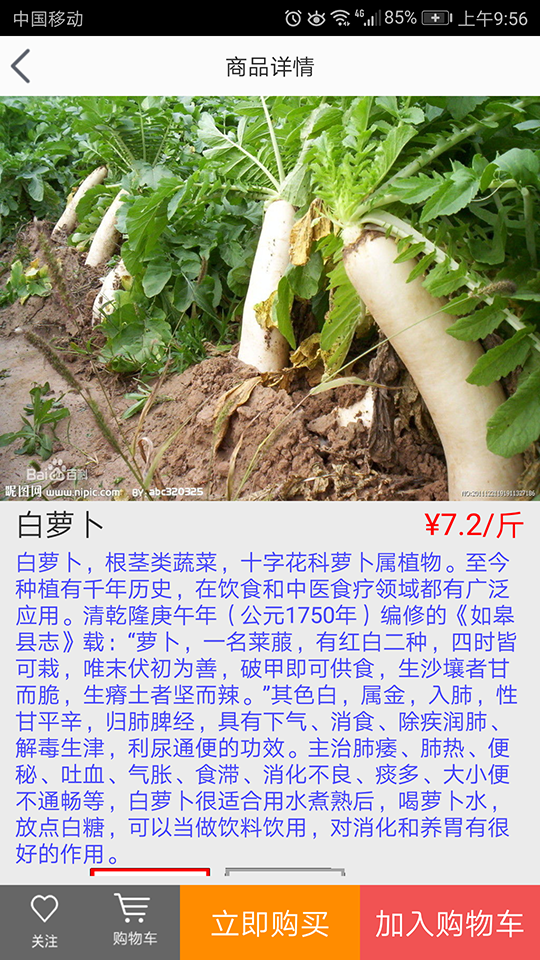 中国移动 4G 85% 上午9:56
商品详情
Bai百科
昵图网 www.nipic.com BY:abc320325
白萝卜 ¥7.2/斤
白萝卜，根茎类蔬菜，十字花科萝卜属植物。至今
种植有千年历史，在饮食和中医食疗领域都有广泛
应用。清乾隆庚午年（公元1750年）编修的《如皋
县志》载：“萝卜，一名莱菔，有红白二种，四时皆
可栽，唯末伏初为善，破甲即可供食，生沙壤者甘
而脆，生瘠土者坚而辣。”其色白，属金，入肺，性
甘平辛，归肺脾经，具有下气、消食、除疾润肺、
解毒生津，利尿通便的功效。主治肺痿、肺热、便
秘、吐血、气胀、食滞、消化不良、痰多、大小便
不通畅等，白萝卜很适合用水煮熟后，喝萝卜水，
放点白糖，可以当做饮料饮用，对消化和养胃有很
好的作用。
关注 购物车 立即购买 加入购物车